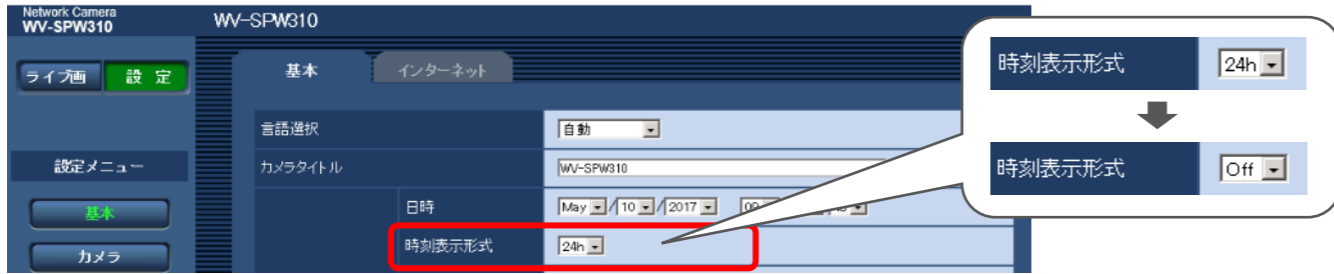 Network Camera
WV-SPW310
WV-SPW310
ライブ画
設 定
基本
インターネット
言語選択
自動
カメラタイトル
WV-SPW310
設定メニュー
日時
May / 10 / 2017
基本
時刻表示形式
24h
カメラ
時刻表示形式
24h
時刻表示形式
Off